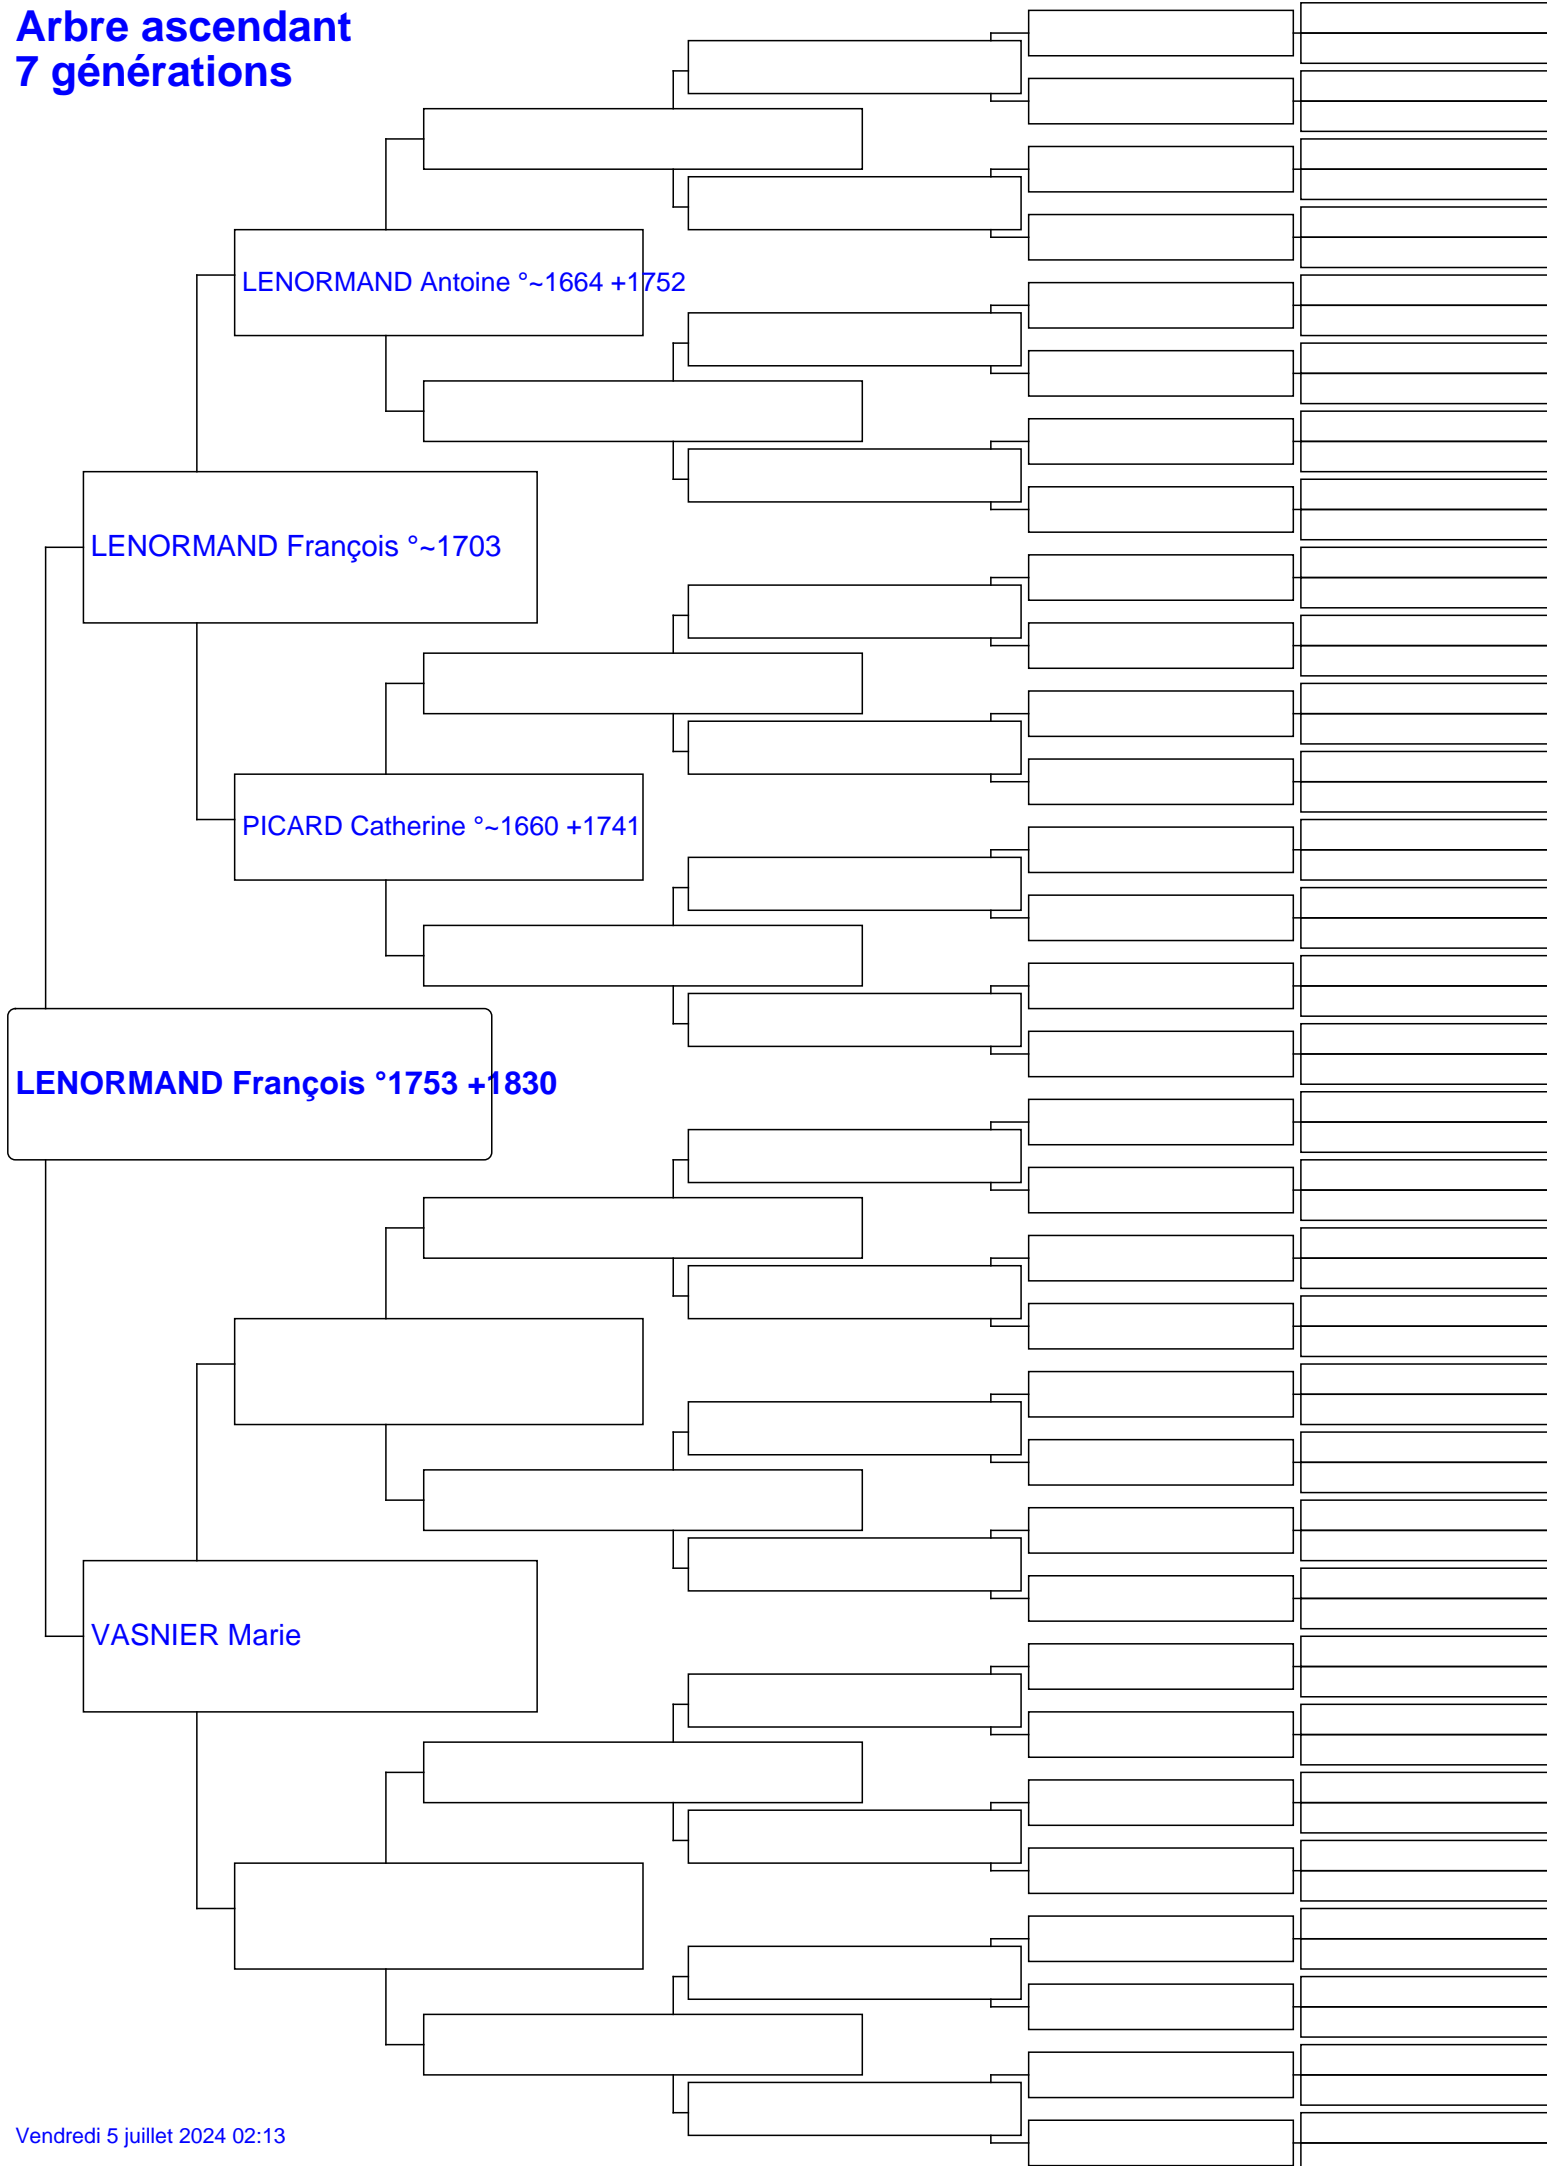 Arbre ascendant
7 générations
LENORMAND Antoine °~1664 +1752
LENORMAND François °~1703
PICARD Catherine °~1660 +1741
LENORMAND François °1753 +1830
VASNIER Marie
Vendredi 5 juillet 2024 02:13